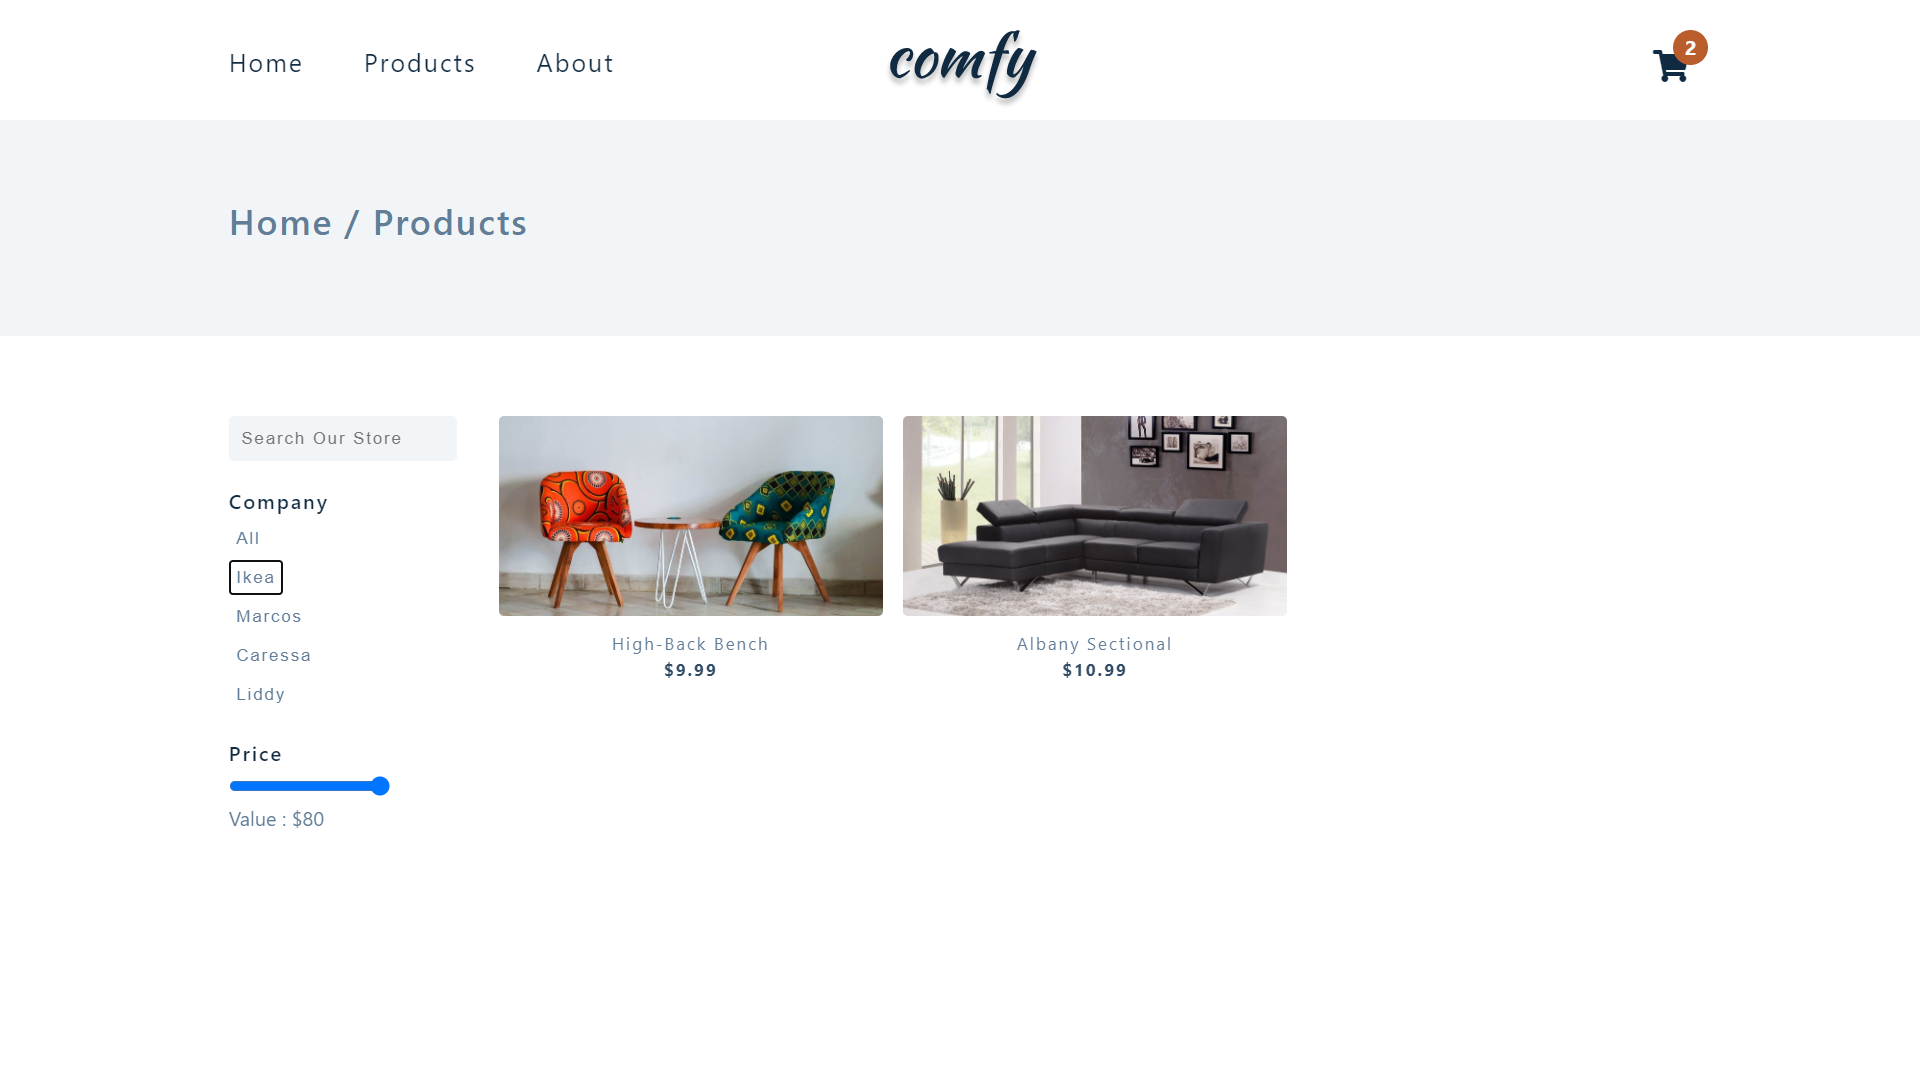 Home
Products
About
comfy
2
Home / Products
Search Our Store
Company
All
Ikea
Marcos
Caressa
Liddy
Price
Value : $80
High-Back Bench
$9.99
Albany Sectional
$10.99